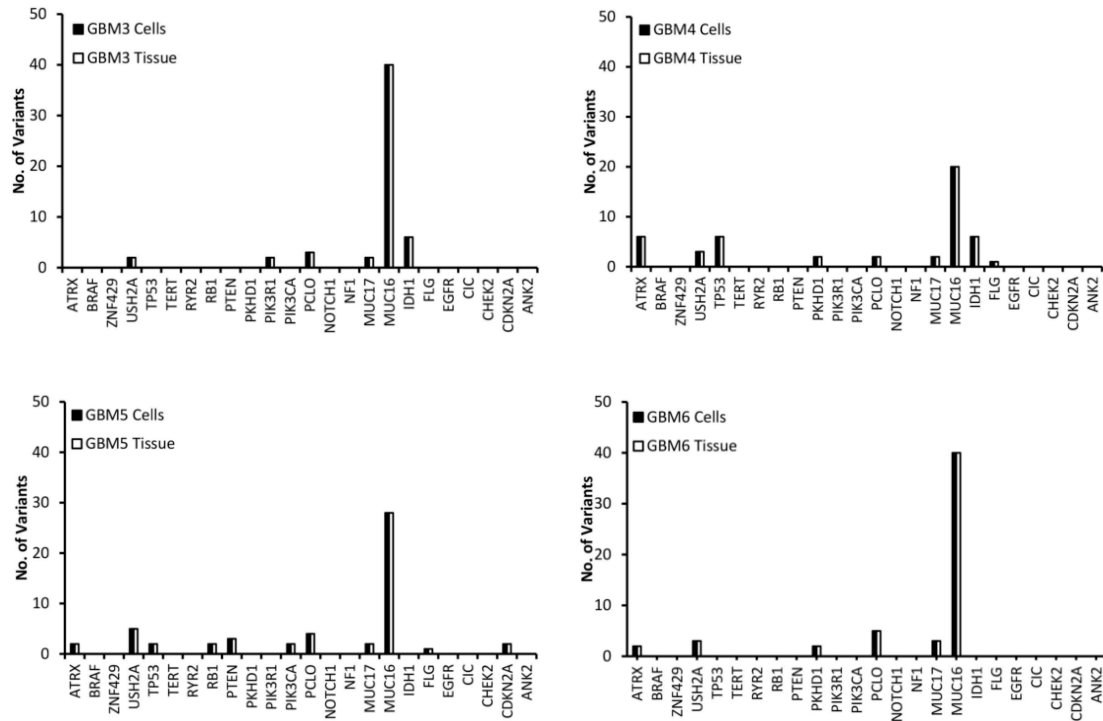 50
40
30
20
10
0
No. of Variants
GBM3 Cells
GBM3 Tissue
ATRX
BRAF
ZNF429
USH2A
TP53
TERT
RYR2
RB1
PTEN
PKHD1
PIK3R1
PIK3CA
PCLO
NOTCH1
NF1
MUC17
MUC16
IDH1
FLG
EGFR
CIC
CHEK2
CDKN2A
ANK2
50
40
30
20
10
0
No. of Variants
GBM4 Cells
GBM4 Tissue
ATRX
BRAF
ZNF429
USH2A
TP53
TERT
RYR2
RB1
PTEN
PKHD1
PIK3R1
PIK3CA
PCLO
NOTCH1
NF1
MUC17
MUC16
IDH1
FLG
EGFR
CIC
CHEK2
CDKN2A
ANK2
50
40
30
20
10
0
No. of Variants
GBM5 Cells
GBM5 Tissue
ATRX
BRAF
ZNF429
USH2A
TP53
TERT
RYR2
RB1
PTEN
PKHD1
PIK3R1
PIK3CA
PCLO
NOTCH1
NF1
MUC17
MUC16
IDH1
FLG
EGFR
CIC
CHEK2
CDKN2A
ANK2
50
40
30
20
10
0
No. of Variants
GBM6 Cells
GBM6 Tissue
ATRX
BRAF
ZNF429
USH2A
TP53
TERT
RYR2
RB1
PTEN
PKHD1
PIK3R1
PIK3CA
PCLO
NOTCH1
NF1
MUC17
MUC16
IDH1
FLG
EGFR
CIC
CHEK2
CDKN2A
ANK2